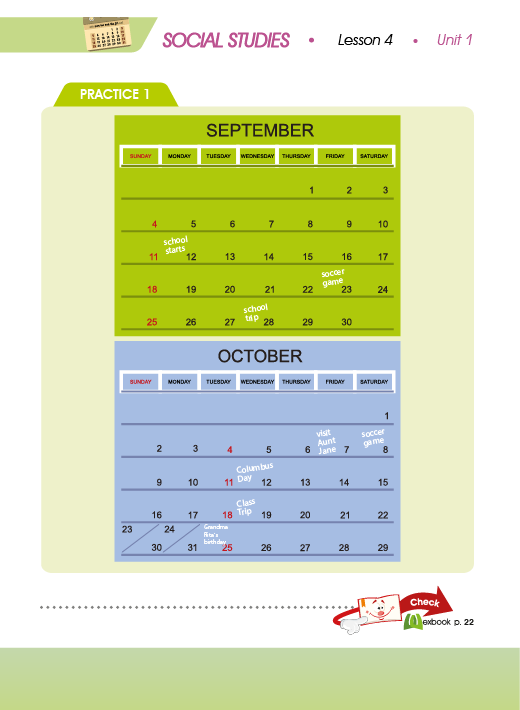 SOCIAL STUDIES • Lesson 4 • Unit 1
PRACTICE 1
SEPTEMBER
SUNDAY MONDAY TUESDAY WEDNESDAY THURSDAY FRIDAY SATURDAY
1 2 3
4 5 6 7 8 9 10
school
starts
11 12 13 14 15 16 17
soccer
game
18 19 20 21 22 23 24
school
trip
25 26 27 28 29 30
OCTOBER
SUNDAY MONDAY TUESDAY WEDNESDAY THURSDAY FRIDAY SATURDAY
1
visit
Aunt
Jane
soccer
game
2 3 4 5 6 7 8
Columbus
Day
9 10 11 12 13 14 15
Class
Trip
16 17 18 19 20 21 22
Grandma
Rita's
birthday
23 24
30 31 25 26 27 28 29
Check
exbook p. 22